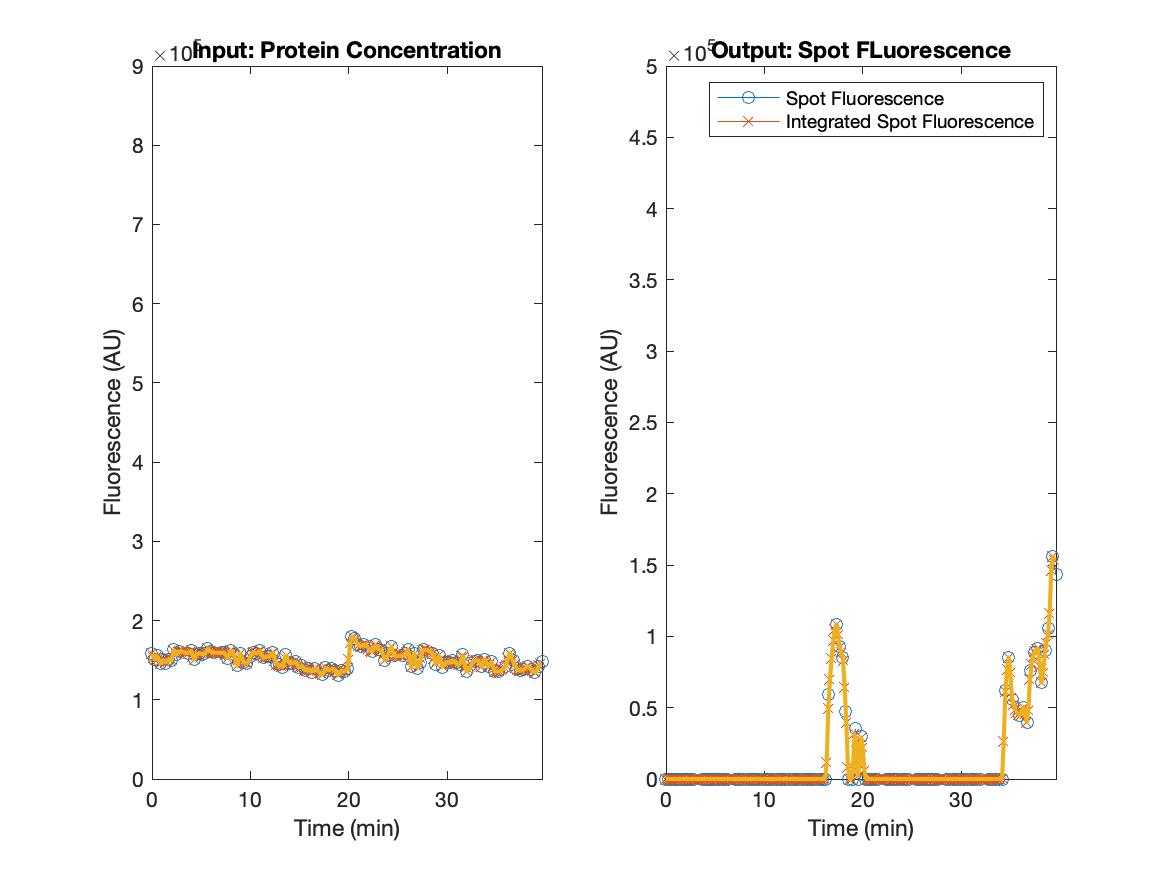 ×10⁵
Input: Protein Concentration
9
8
7
6
5
4
3
2
1
0
Fluorescence (AU)
0 10 20 30
Time (min)
×10⁵
Output: Spot FLuorescence
Spot Fluorescence
Integrated Spot Fluorescence
5
4.5
4
3.5
3
2.5
2
1.5
1
0.5
0
Fluorescence (AU)
0 10 20 30
Time (min)